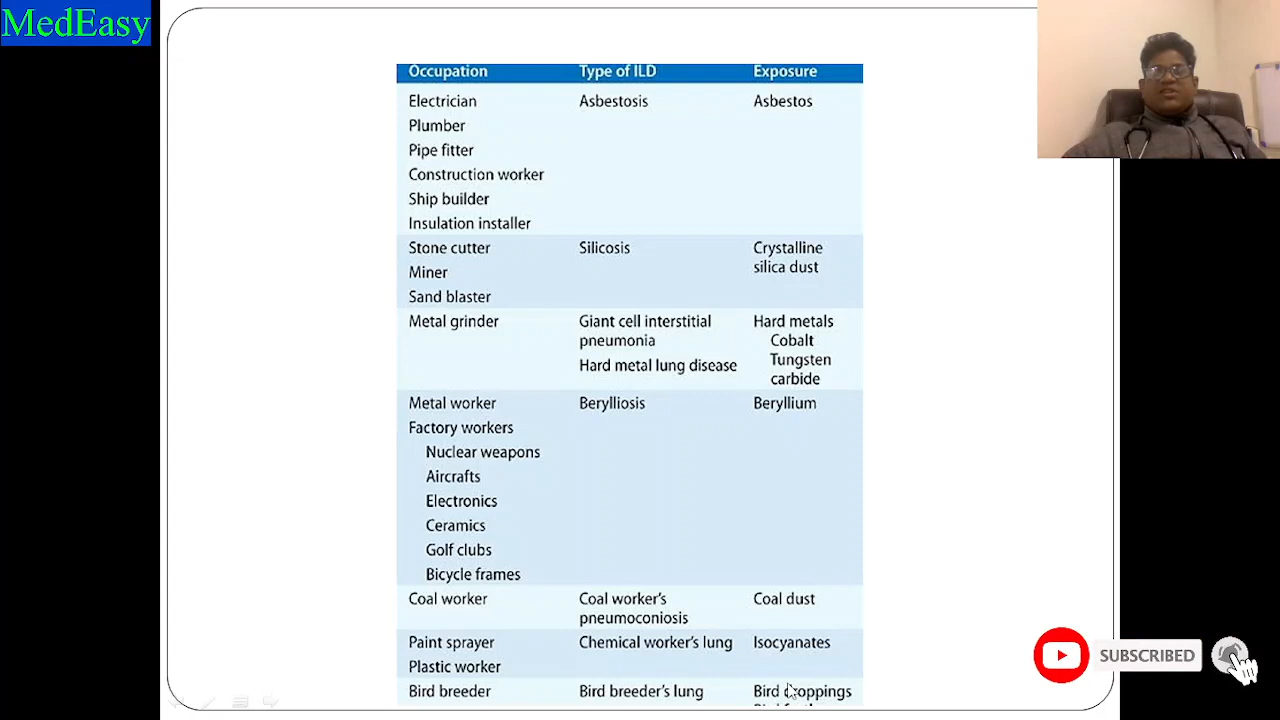 MedEasy
Occupation Type of ILD Exposure
Electrician Asbestosis Asbestos
Plumber
Pipe fitter
Construction worker
Ship builder
Insulation installer
Stone cutter Silicosis Crystalline
silica dust
Miner
Sand blaster
Metal grinder Giant cell interstitial Hard metals
pneumonia Cobalt
Hard metal lung disease Tungsten
carbide
Metal worker Berylliosis Beryllium
Factory workers
Nuclear weapons
Aircrafts
Electronics
Ceramics
Golf clubs
Bicycle frames
Coal worker Coal worker's Coal dust
pneumoconiosis
Paint sprayer Chemical worker's lung Isocyanates
Plastic worker
Bird breeder Bird breeder's lung Bird droppings
SUBSCRIBED